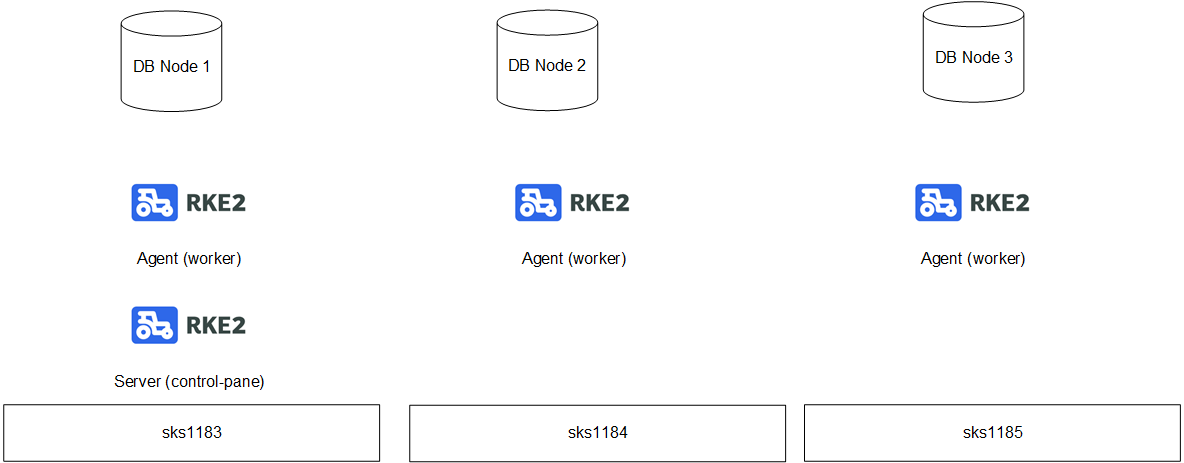 DB Node 1
DB Node 2
DB Node 3
RKE2
RKE2
RKE2
Agent (worker)
Agent (worker)
Agent (worker)
RKE2
Server (control-pane)
sks1183
sks1184
sks1185